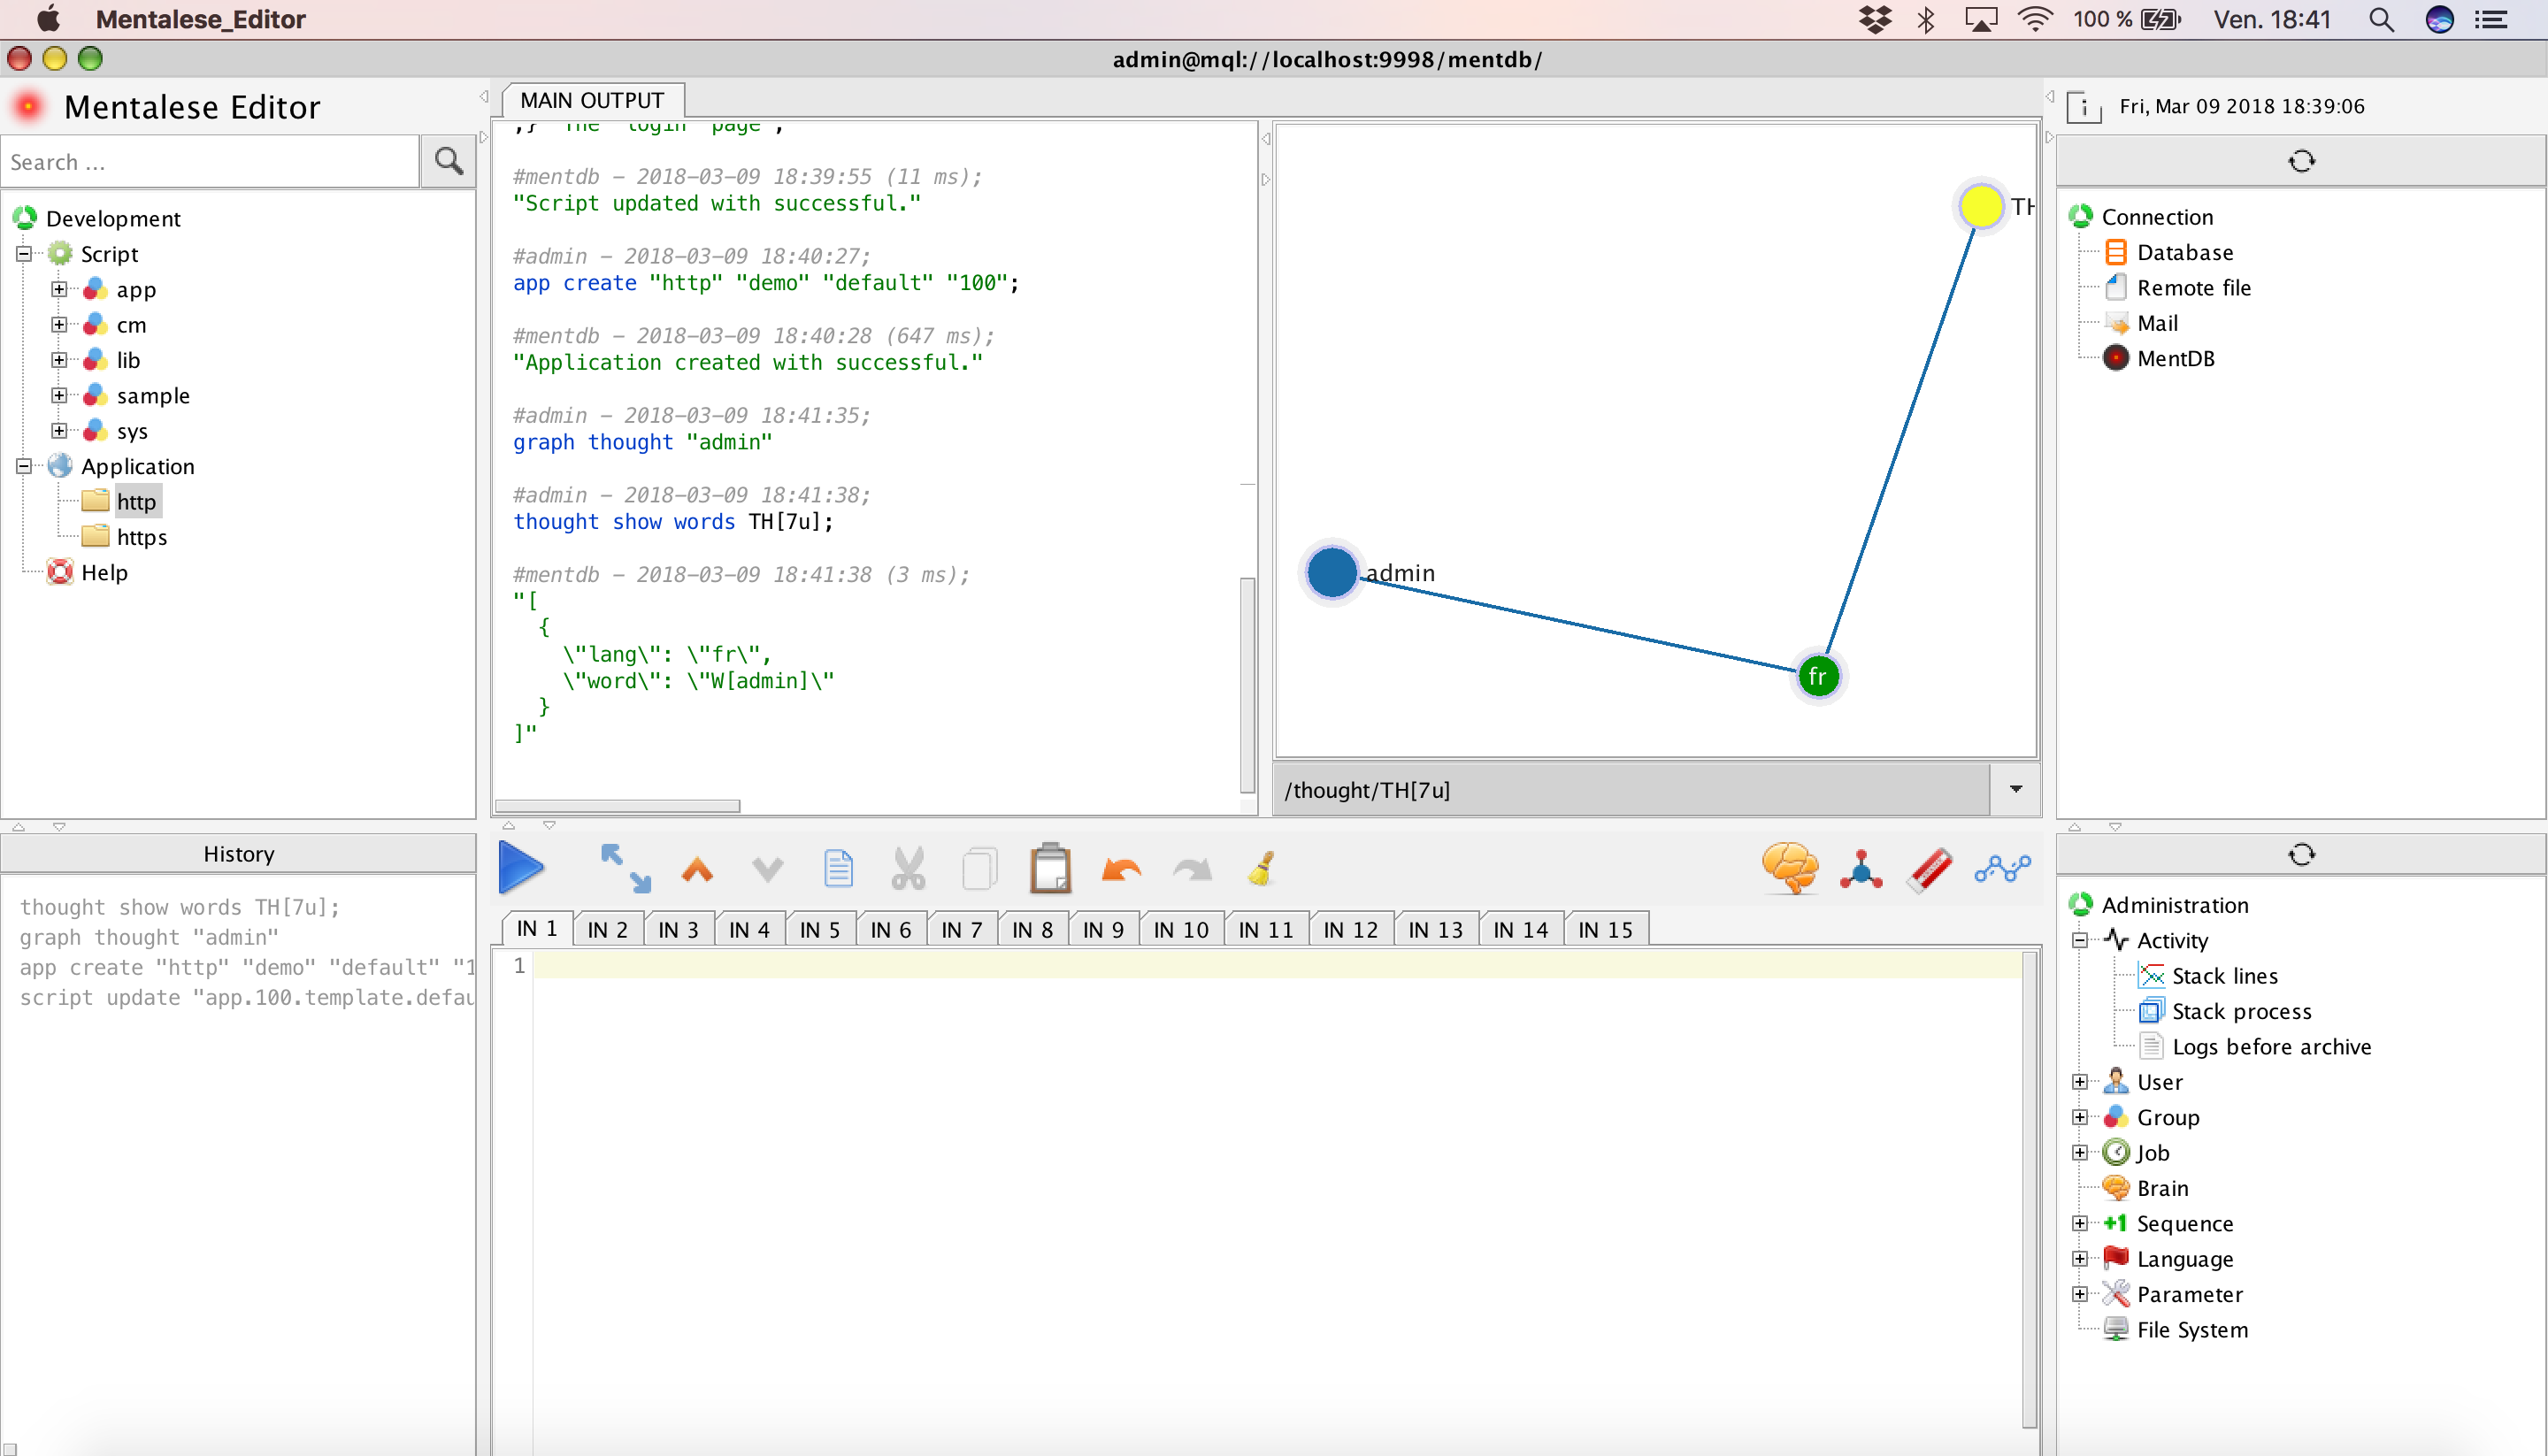 Mentalese_Editor
100 %
Ven. 18:41
admin@mql://localhost:9998/mentdb/
Mentalese Editor
Search ...
Development
Script
app
cm
lib
sample
sys
Application
http
https
Help
History
thought show words TH[7u];
graph thought "admin"
app create "http" "demo" "default" "1
script update "app.100.template.defau
MAIN OUTPUT
;} "The "login" page";
#mentdb - 2018-03-09 18:39:55 (11 ms);
"Script updated with successful."
#admin - 2018-03-09 18:40:27;
app create "http" "demo" "default" "100";
#mentdb - 2018-03-09 18:40:28 (647 ms);
"Application created with successful."
#admin - 2018-03-09 18:41:35;
graph thought "admin"
#admin - 2018-03-09 18:41:38;
thought show words TH[7u];
#mentdb - 2018-03-09 18:41:38 (3 ms);
"[
{
\"lang\": \"fr\",
\"word\": \"W[admin]\"
}
]"
TH
admin
fr
/thought/TH[7u]
IN 1 IN 2 IN 3 IN 4 IN 5 IN 6 IN 7 IN 8 IN 9 IN 10 IN 11 IN 12 IN 13 IN 14 IN 15
1
Fri, Mar 09 2018 18:39:06
Connection
Database
Remote file
Mail
MentDB
Administration
Activity
Stack lines
Stack process
Logs before archive
User
Group
Job
Brain
+1 Sequence
Language
Parameter
File System